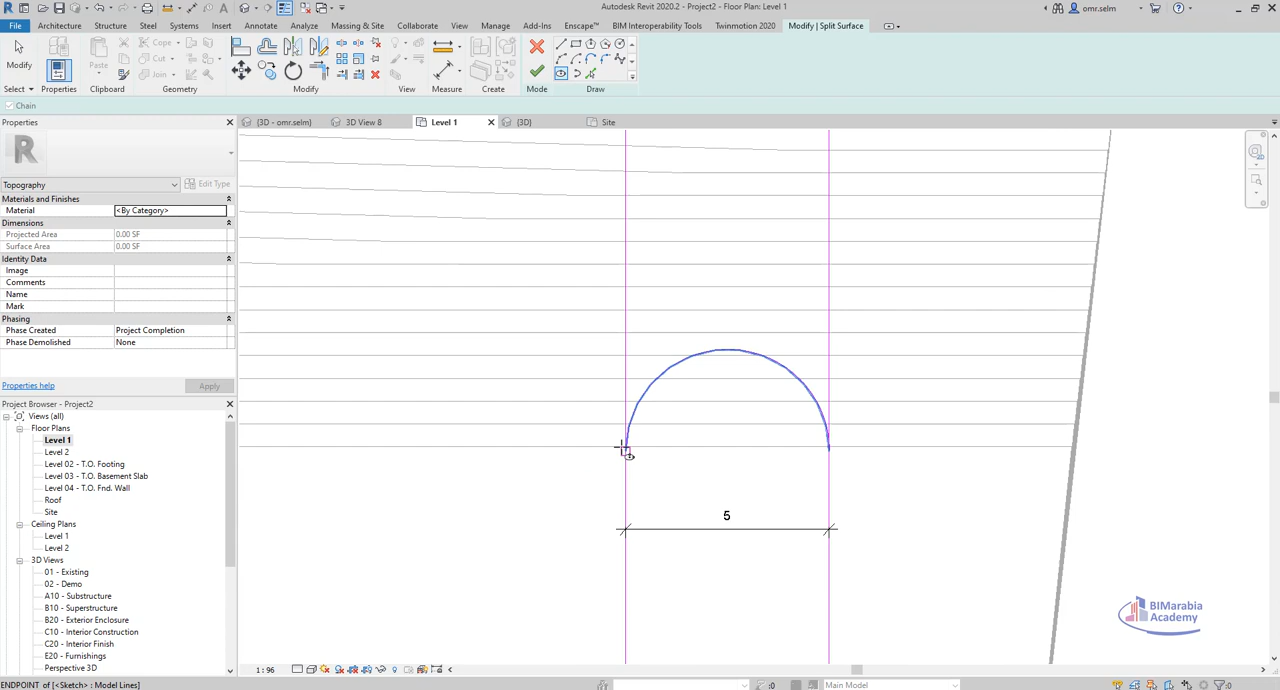 Autodesk Revit 2020.2 - Project2 - Floor Plan: Level 1
omr.selm
File Architecture Structure Steel Systems Insert Annotate Analyze Massing & Site Collaborate View Manage Add-Ins Enscape™ BIM Interoperability Tools Twinmotion 2020 Modify | Split Surface
Modify
Paste
Cope
Cut
Join
Select Properties Clipboard Geometry Modify View Measure Create Mode Draw
Chain
Properties
{3D - omr.selm} 3D View 8 Level 1 {3D} Site
Topography
Edit Type
Materials and Finishes
Material <By Category>
Dimensions
Projected Area 0.00 SF
Surface Area 0.00 SF
Identity Data
Image
Comments
Name
Mark
Phasing
Phase Created Project Completion
Phase Demolished None
Properties help Apply
Project Browser - Project2
Views (all)
Floor Plans
Level 1
Level 2
Level 02 - T.O. Footing
Level 03 - T.O. Basement Slab
Level 04 - T.O. Fnd. Wall
Roof
Site
Ceiling Plans
Level 1
Level 2
3D Views
01 - Existing
02 - Demo
A10 - Substructure
B10 - Superstructure
B20 - Exterior Enclosure
C10 - Interior Construction
C20 - Interior Finish
E20 - Furnishings
Perspective 3D
5
BIMarabia
Academy
1 : 96
ENDPOINT of [<Sketch> : Model Lines]
:0
Main Model
:0